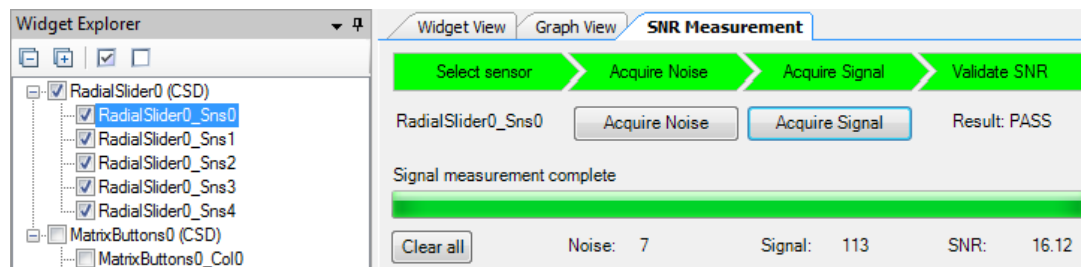 Widget Explorer
RadialSlider0 (CSD)
RadialSlider0_Sns0
RadialSlider0_Sns1
RadialSlider0_Sns2
RadialSlider0_Sns3
RadialSlider0_Sns4
MatrixButtons0 (CSD)
MatrixButtons0_Col0
Widget View Graph View SNR Measurement
Select sensor Acquire Noise Acquire Signal Validate SNR
RadialSlider0_Sns0 Acquire Noise Acquire Signal Result: PASS
Signal measurement complete
Clear all Noise: 7 Signal: 113 SNR: 16.12